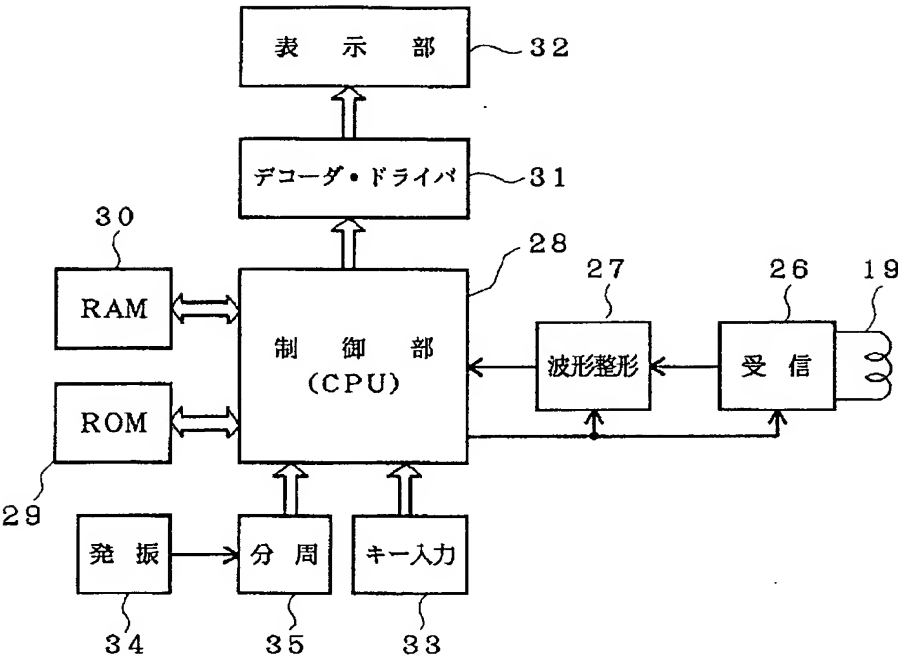 表 示 部
32
デコーダ・ドライバ
31
30
28
27
26
19
RAM
制 御 部
(CPU)
波形整形
受 信
ROM
29
発 振
分 周
キー入力
34
35
33